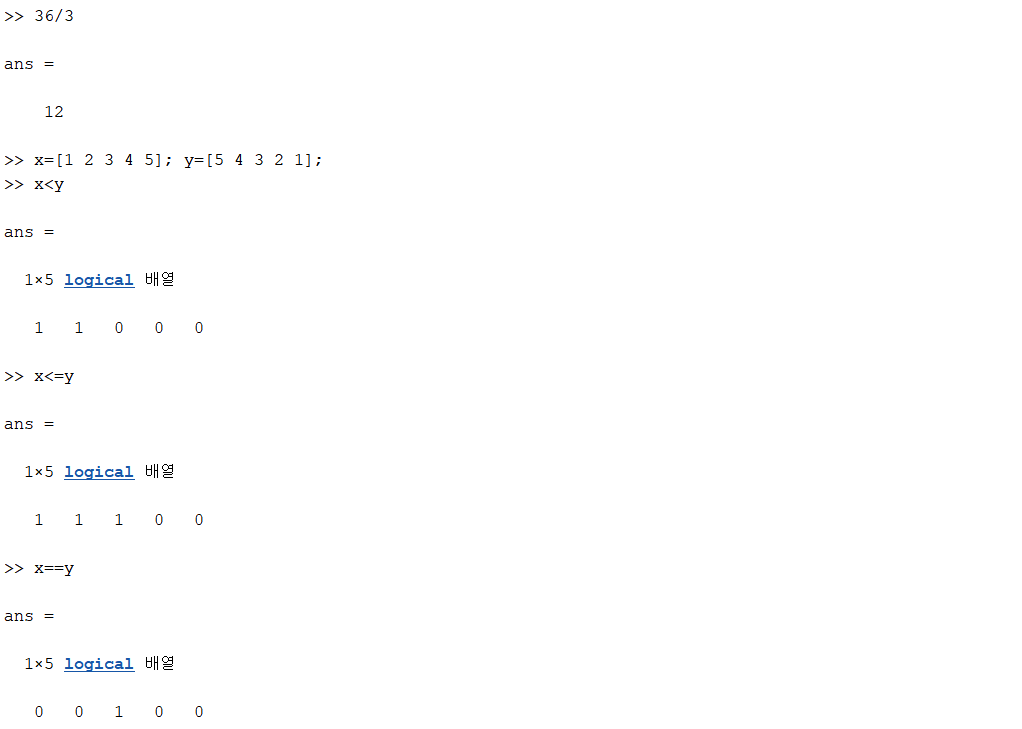 >> 36/3
ans =
12
>> x=[1 2 3 4 5]; y=[5 4 3 2 1];
>> x<y
ans =
1×5 logical 배열
1 1 0 0 0
>> x<=y
ans =
1×5 logical 배열
1 1 1 0 0
>> x==y
ans =
1×5 logical 배열
0 0 1 0 0